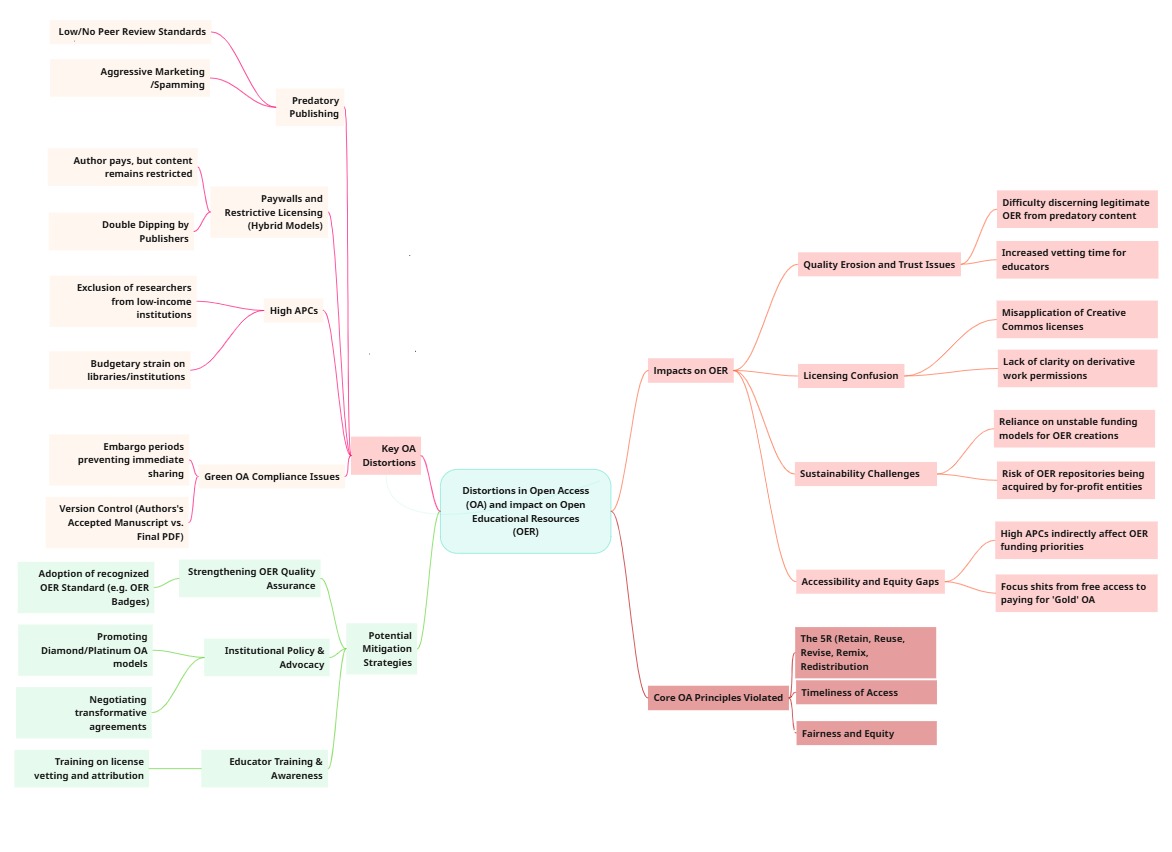 Distortions in Open Access
(OA) and impact on Open
Educational Resources
(OER)
Key OA
Distortions
Predatory
Publishing
Low/No Peer Review Standards
Aggressive Marketing
/Spamming
Paywalls and
Restrictive Licensing
(Hybrid Models)
Author pays, but content
remains restricted
Double Dipping by
Publishers
High APCs
Exclusion of researchers
from low-income
institutions
Budgetary strain on
libraries/institutions
Green OA Compliance Issues
Embargo periods
preventing immediate
sharing
Version Control (Authors's
Accepted Manuscript vs.
Final PDF)
Potential
Mitigation
Strategies
Strengthening OER Quality
Assurance
Adoption of recognized
OER Standard (e.g. OER
Badges)
Institutional Policy &
Advocacy
Promoting
Diamond/Platinum OA
models
Negotiating
transformative
agreements
Educator Training &
Awareness
Training on license
vetting and attribution
Impacts on OER
Quality Erosion and Trust Issues
Difficulty discerning legitimate
OER from predatory content
Increased vetting time for
educators
Licensing Confusion
Misapplication of Creative
Commos licenses
Lack of clarity on derivative
work permissions
Sustainability Challenges
Reliance on unstable funding
models for OER creations
Risk of OER repositories being
acquired by for-profit entities
Accessibility and Equity Gaps
High APCs indirectly affect OER
funding priorities
Focus shits from free access to
paying for 'Gold' OA
Core OA Principles Violated
The 5R (Retain, Reuse,
Revise, Remix,
Redistribution
Timeliness of Access
Fairness and Equity